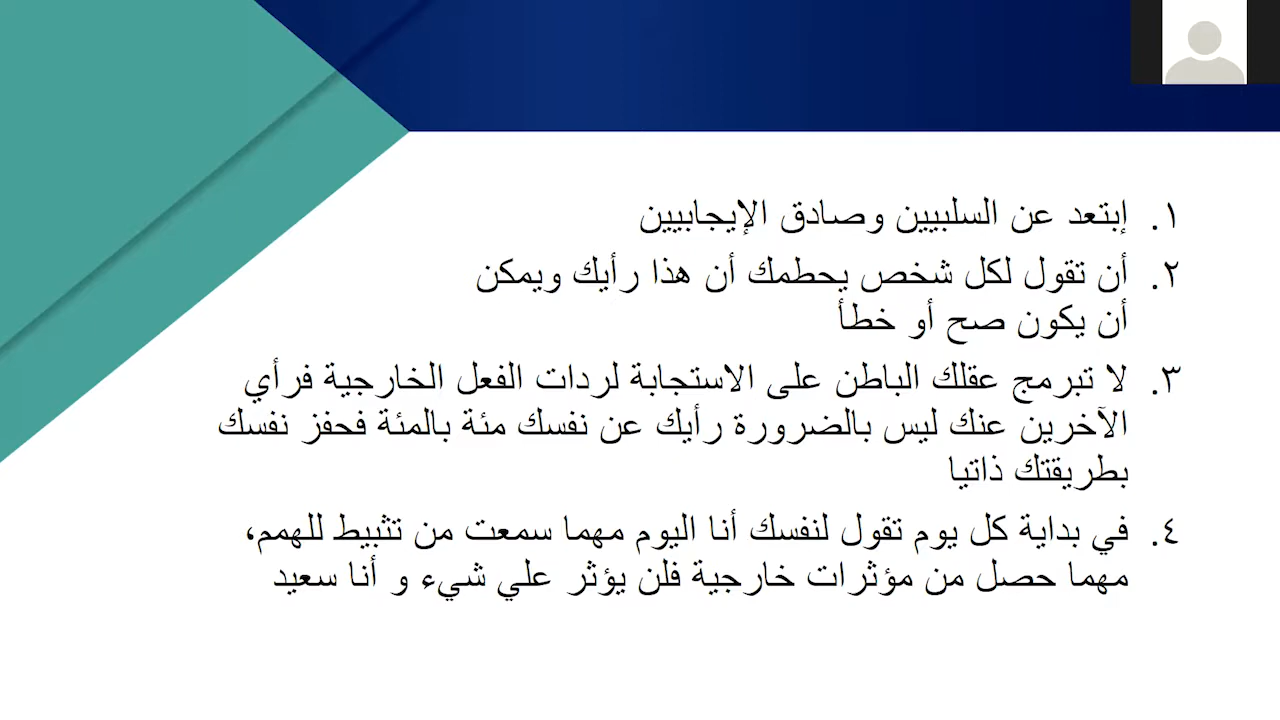 ١. إبتعد عن السلبيين وصادق الإيجابيين
٢. أن تقول لكل شخص يحطمك أن هذا رأيك ويمكن
أن يكون صح أو خطأ
٣. لا تبرمج عقلك الباطن على الاستجابة لردات الفعل الخارجية فرأي
الآخرين عنك ليس بالضرورة رأيك عن نفسك مئة بالمئة فحفز نفسك
بطريقتك ذاتيا
٤. في بداية كل يوم تقول لنفسك أنا اليوم مهما سمعت من تثبيط للهمم،
مهما حصل من مؤثرات خارجية فلن يؤثر علي شيء و أنا سعيد